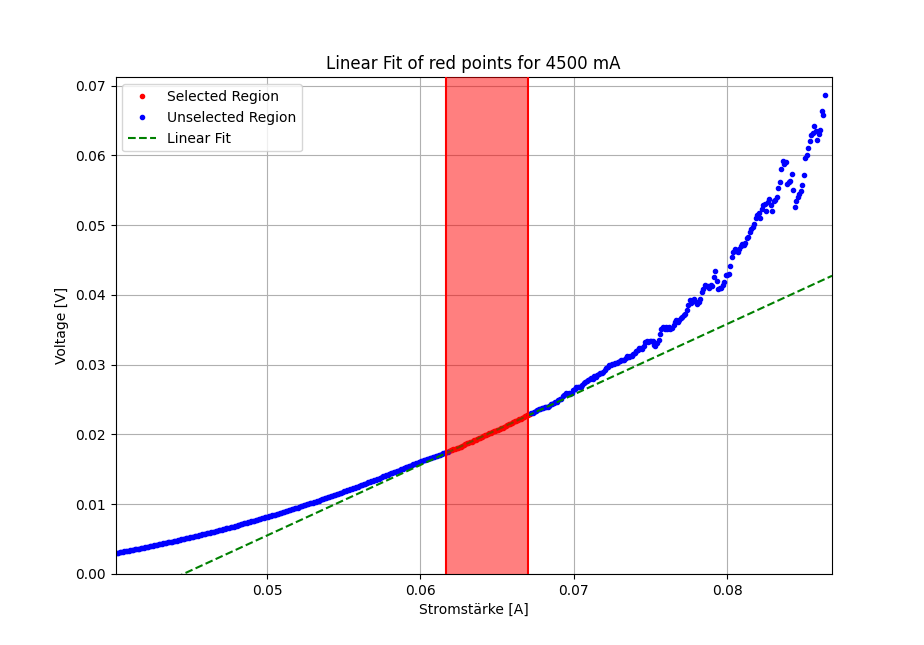 Linear Fit of red points for 4500 mA
Selected Region
Unselected Region
Linear Fit
0.07
0.06
0.05
0.04
0.03
0.02
0.01
0.00
Voltage [V]
0.05 0.06 0.07 0.08
Stromstärke [A]